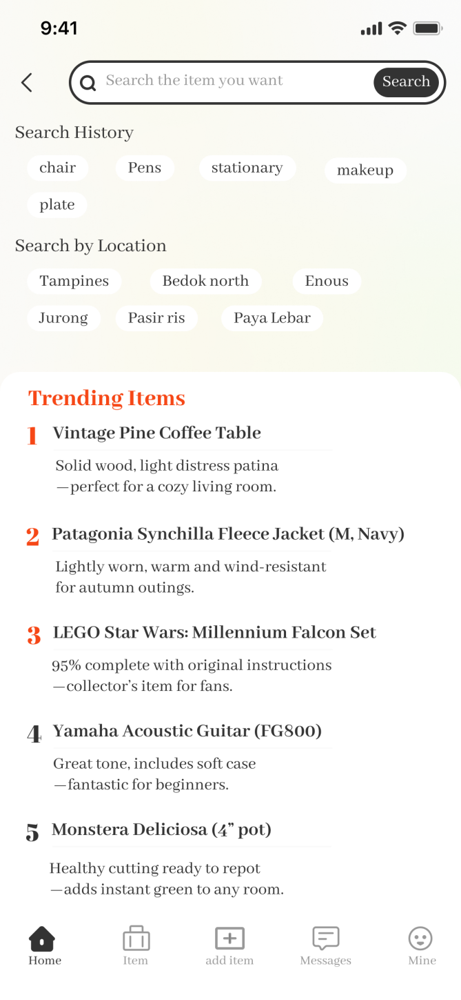 9:41
Search the item you want
Search
Search History
chair Pens stationary makeup
plate
Search by Location
Tampines Bedok north Enous
Jurong Pasir ris Paya Lebar
Trending Items
1 Vintage Pine Coffee Table
Solid wood, light distress patina
—perfect for a cozy living room.
2 Patagonia Synchilla Fleece Jacket (M, Navy)
Lightly worn, warm and wind-resistant
for autumn outings.
3 LEGO Star Wars: Millennium Falcon Set
95% complete with original instructions
—collector’s item for fans.
4 Yamaha Acoustic Guitar (FG800)
Great tone, includes soft case
—fantastic for beginners.
5 Monstera Deliciosa (4” pot)
Healthy cutting ready to repot
—adds instant green to any room.
Home Item add item Messages Mine